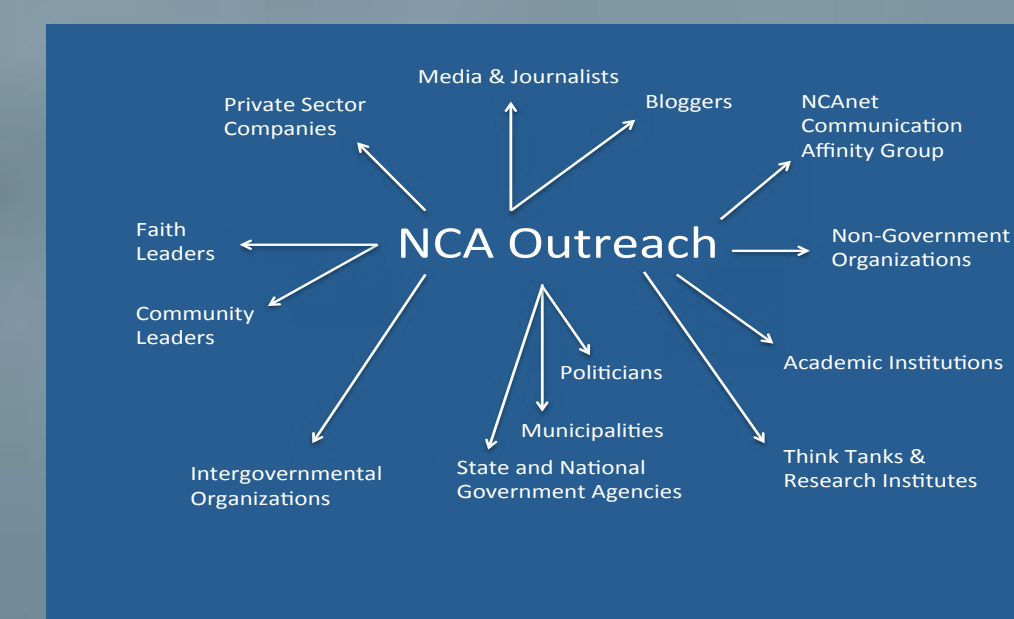 Media & Journalists
Private Sector
Companies
Bloggers
NCAnet
Communication
Affinity Group
Faith
Leaders
NCA Outreach
Non-Government
Organizations
Community
Leaders
Politicians
Academic Institutions
Municipalities
Intergovernmental
Organizations
State and National
Government Agencies
Think Tanks &
Research Institutes